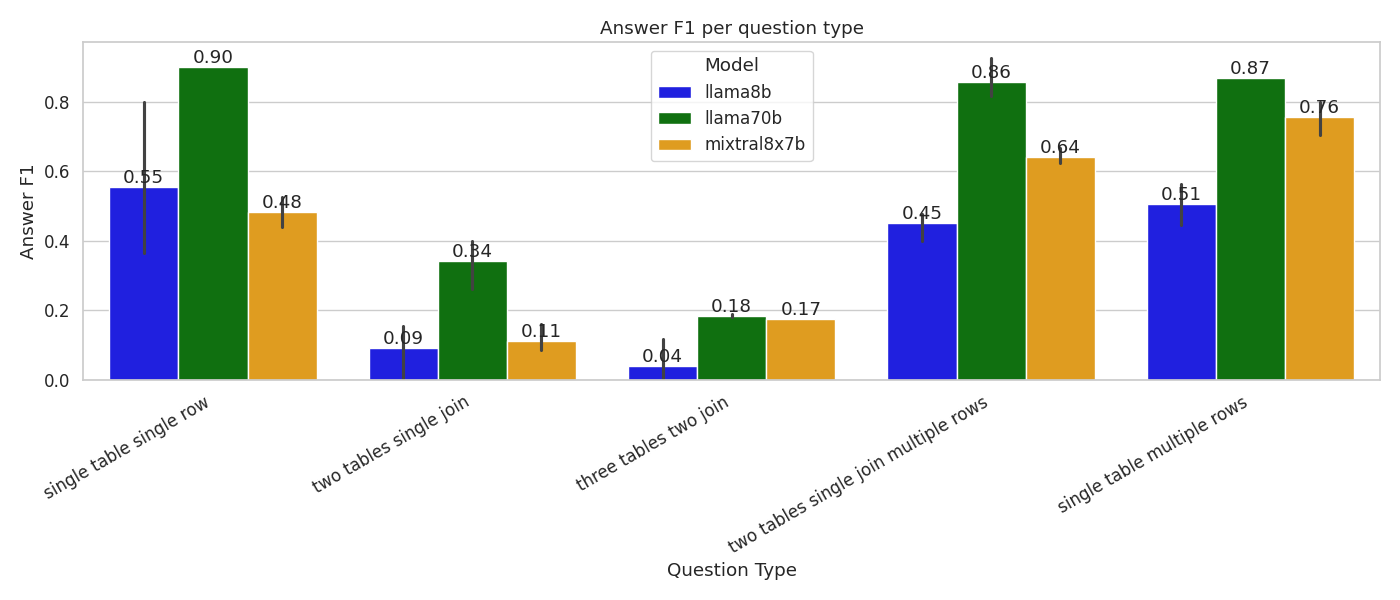 Answer F1 per question type
Model
llama8b
llama70b
mixtral8x7b
Answer F1
0.8
0.6
0.4
0.2
0.0
0.55
0.90
0.48
0.09
0.34
0.11
0.04
0.18
0.17
0.45
0.86
0.64
0.51
0.87
0.76
single table single row
two tables single join
three tables two join
two tables single join multiple rows
single table multiple rows
Question Type